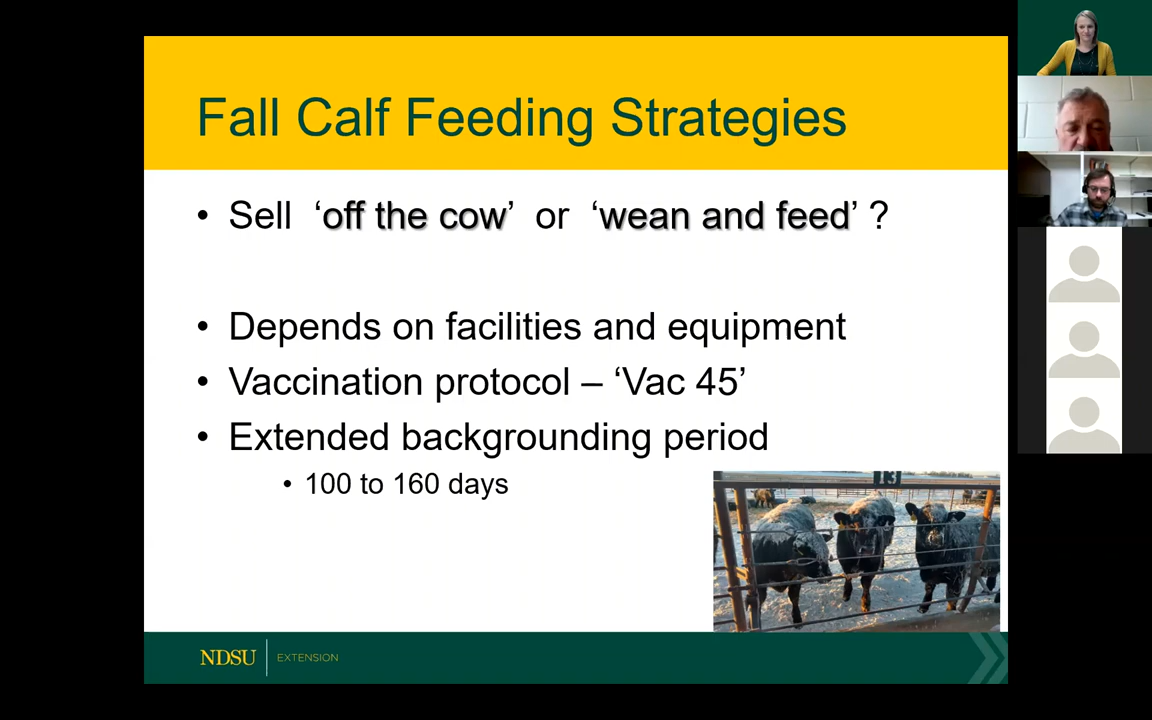 Fall Calf Feeding Strategies
• Sell ‘off the cow’ or ‘wean and feed’ ?
• Depends on facilities and equipment
• Vaccination protocol – ‘Vac 45’
• Extended backgrounding period
• 100 to 160 days
13
NDSU EXTENSION